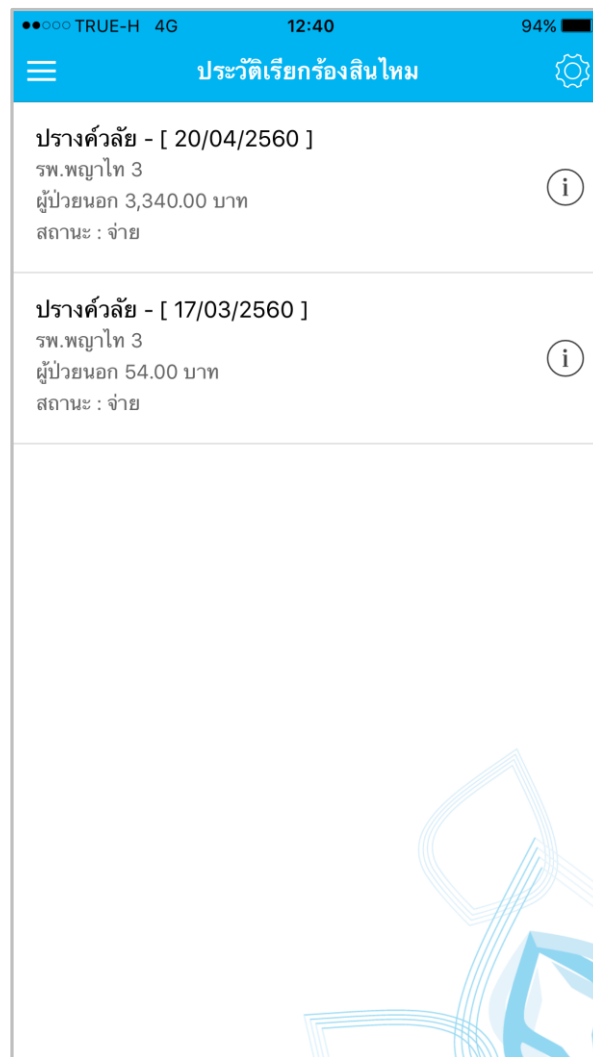 TRUE-H 4G 12:40 94%
ประวัติเรียกร้องสินไหม
ปรางค์วลัย - [ 20/04/2560 ]
รพ.พญาไท 3
ผู้ป่วยนอก 3,340.00 บาท
สถานะ : จ่าย
ปรางค์วลัย - [ 17/03/2560 ]
รพ.พญาไท 3
ผู้ป่วยนอก 54.00 บาท
สถานะ : จ่าย